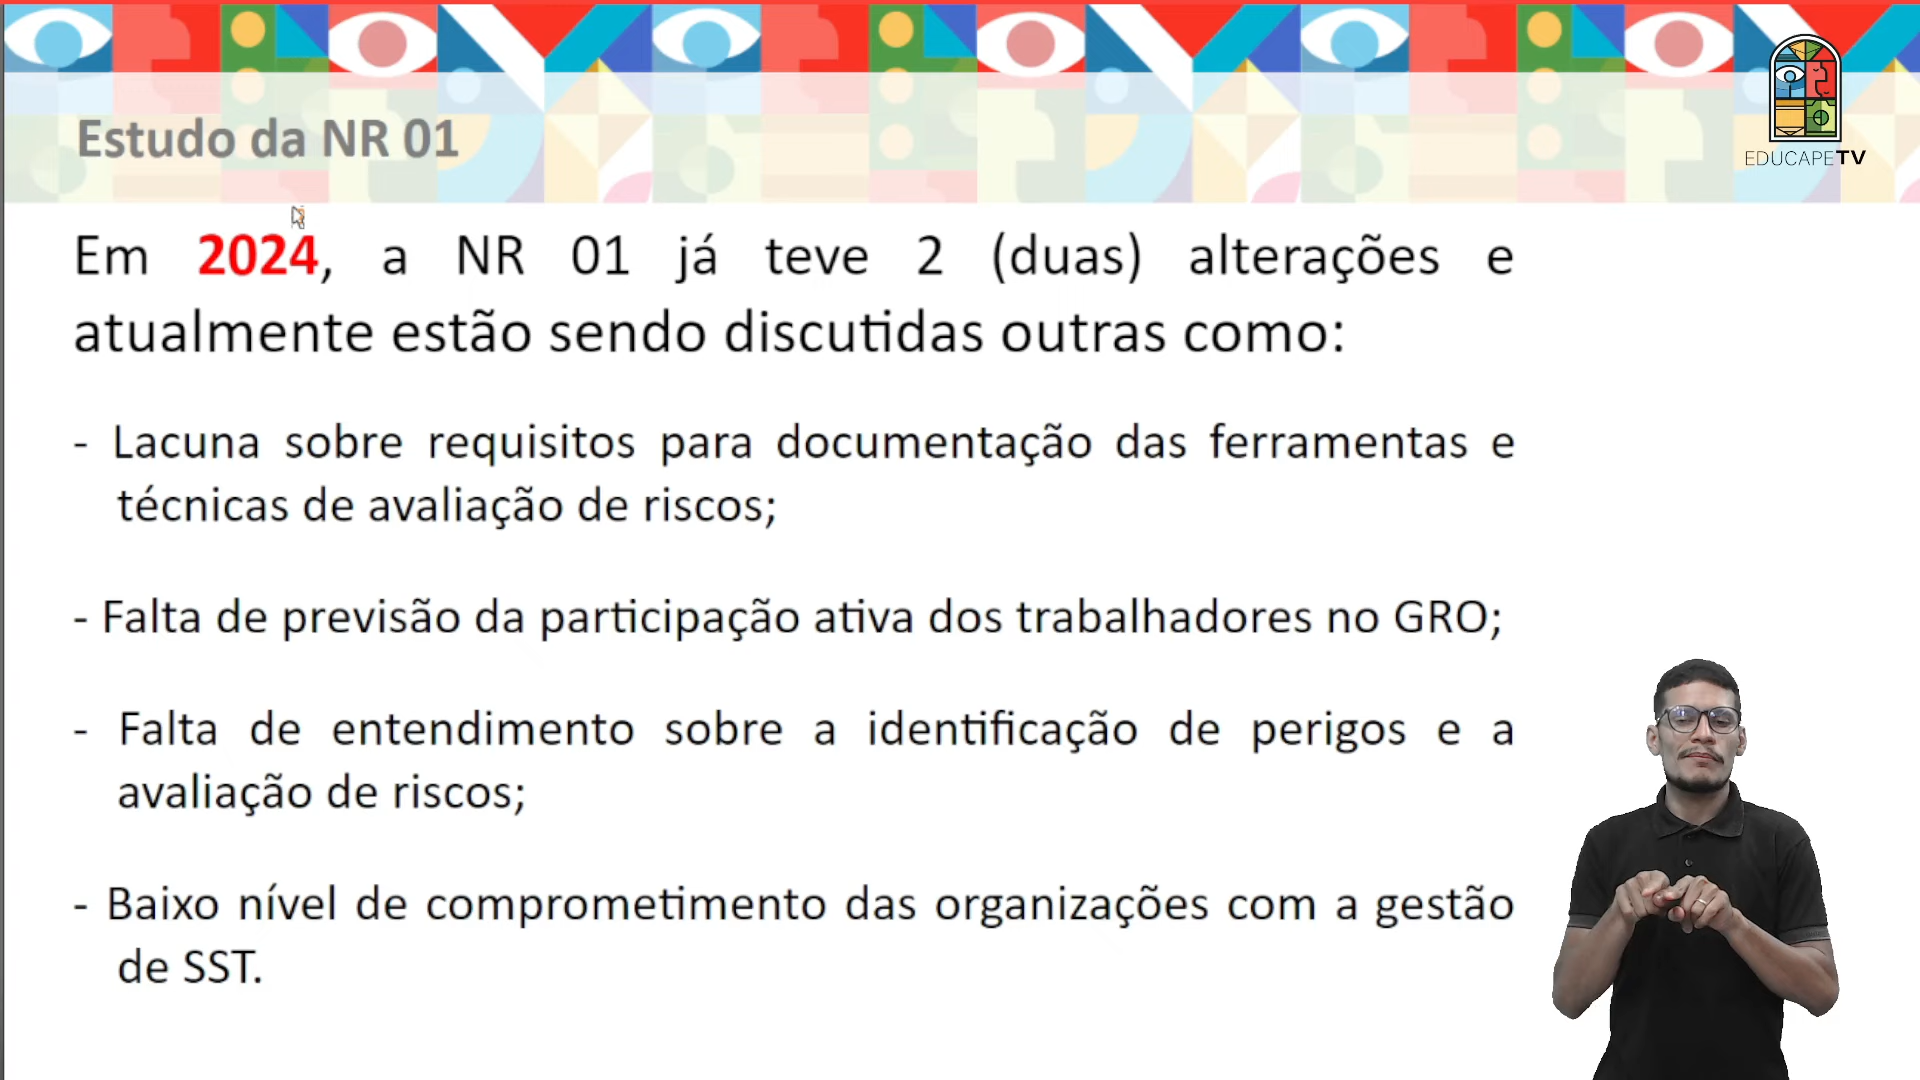 EDUCAPETV
Estudo da NR 01
Em 2024, a NR 01 já teve 2 (duas) alterações e
atualmente estão sendo discutidas outras como:
- Lacuna sobre requisitos para documentação das ferramentas e
técnicas de avaliação de riscos;
- Falta de previsão da participação ativa dos trabalhadores no GRO;
- Falta de entendimento sobre a identificação de perigos e a
avaliação de riscos;
- Baixo nível de comprometimento das organizações com a gestão
de SST.